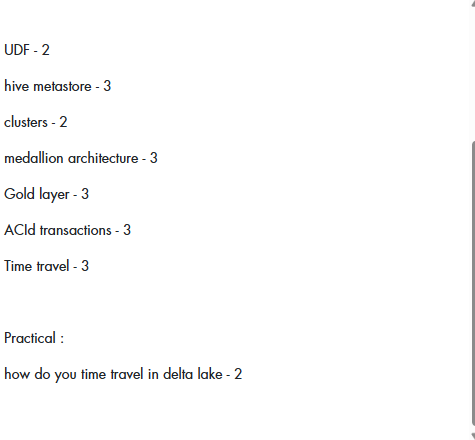 UDF - 2
hive metastore - 3
clusters - 2
medallion architecture - 3
Gold layer - 3
ACId transactions - 3
Time travel - 3
Practical :
how do you time travel in delta lake - 2